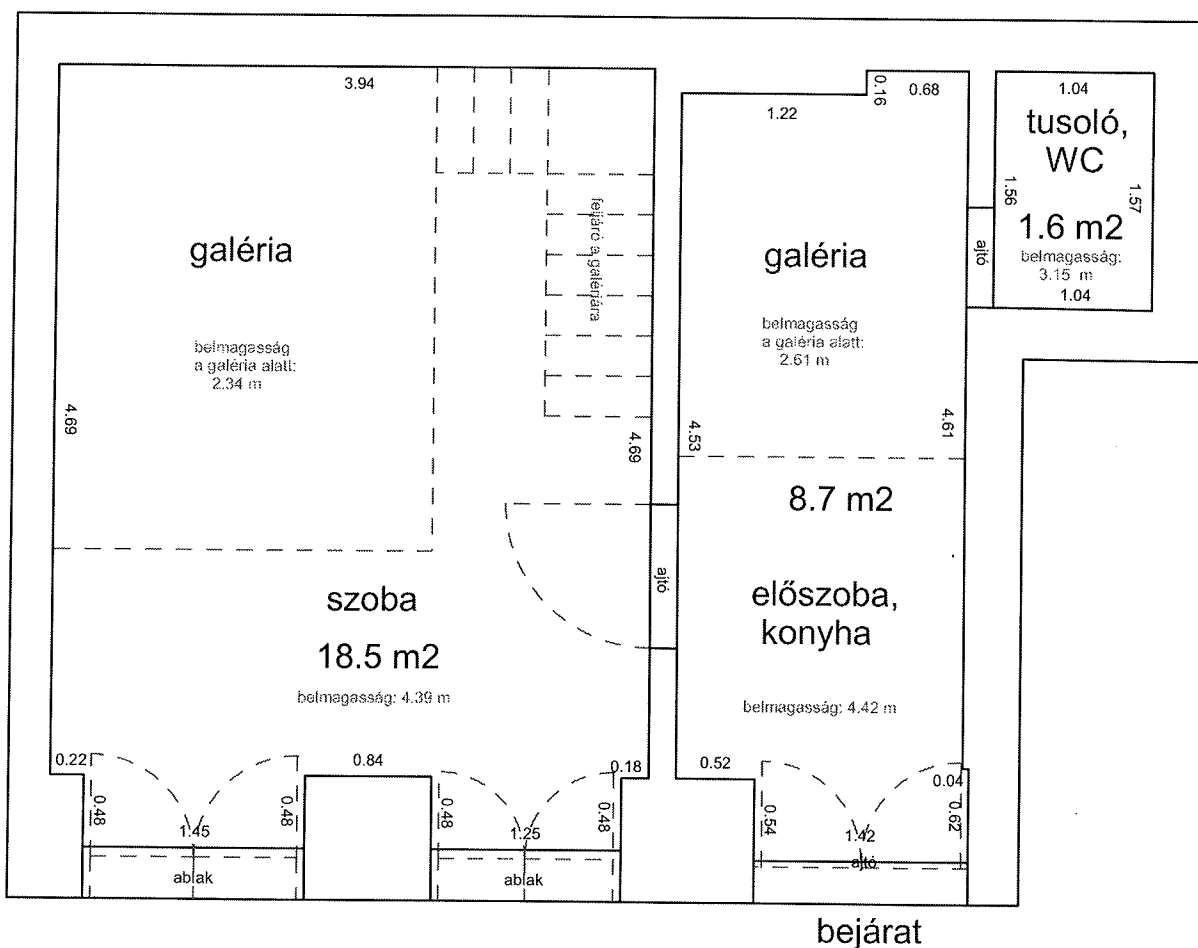 3.94
galéria
belmagasság
a galéria alatt:
2.34 m
feljáró a galériára
4.69
4.69
szoba
18.5 m2
belmagasság: 4.39 m
0.22
0.84
0.18
0.48
1.45
0.48
0.48
1.25
0.48
ablak
ablak
ajtó
1.22
0.16
0.68
galéria
belmagasság
a galéria alatt:
2.61 m
4.53
4.61
8.7 m2
előszoba,
konyha
belmagasság: 4.42 m
0.52
0.04
0.54
1.42
0.62
ajtó
bejárat
ajtó
1.04
tusoló,
WC
1.56
1.57
1.6 m2
belmagasság:
3.15 m
1.04